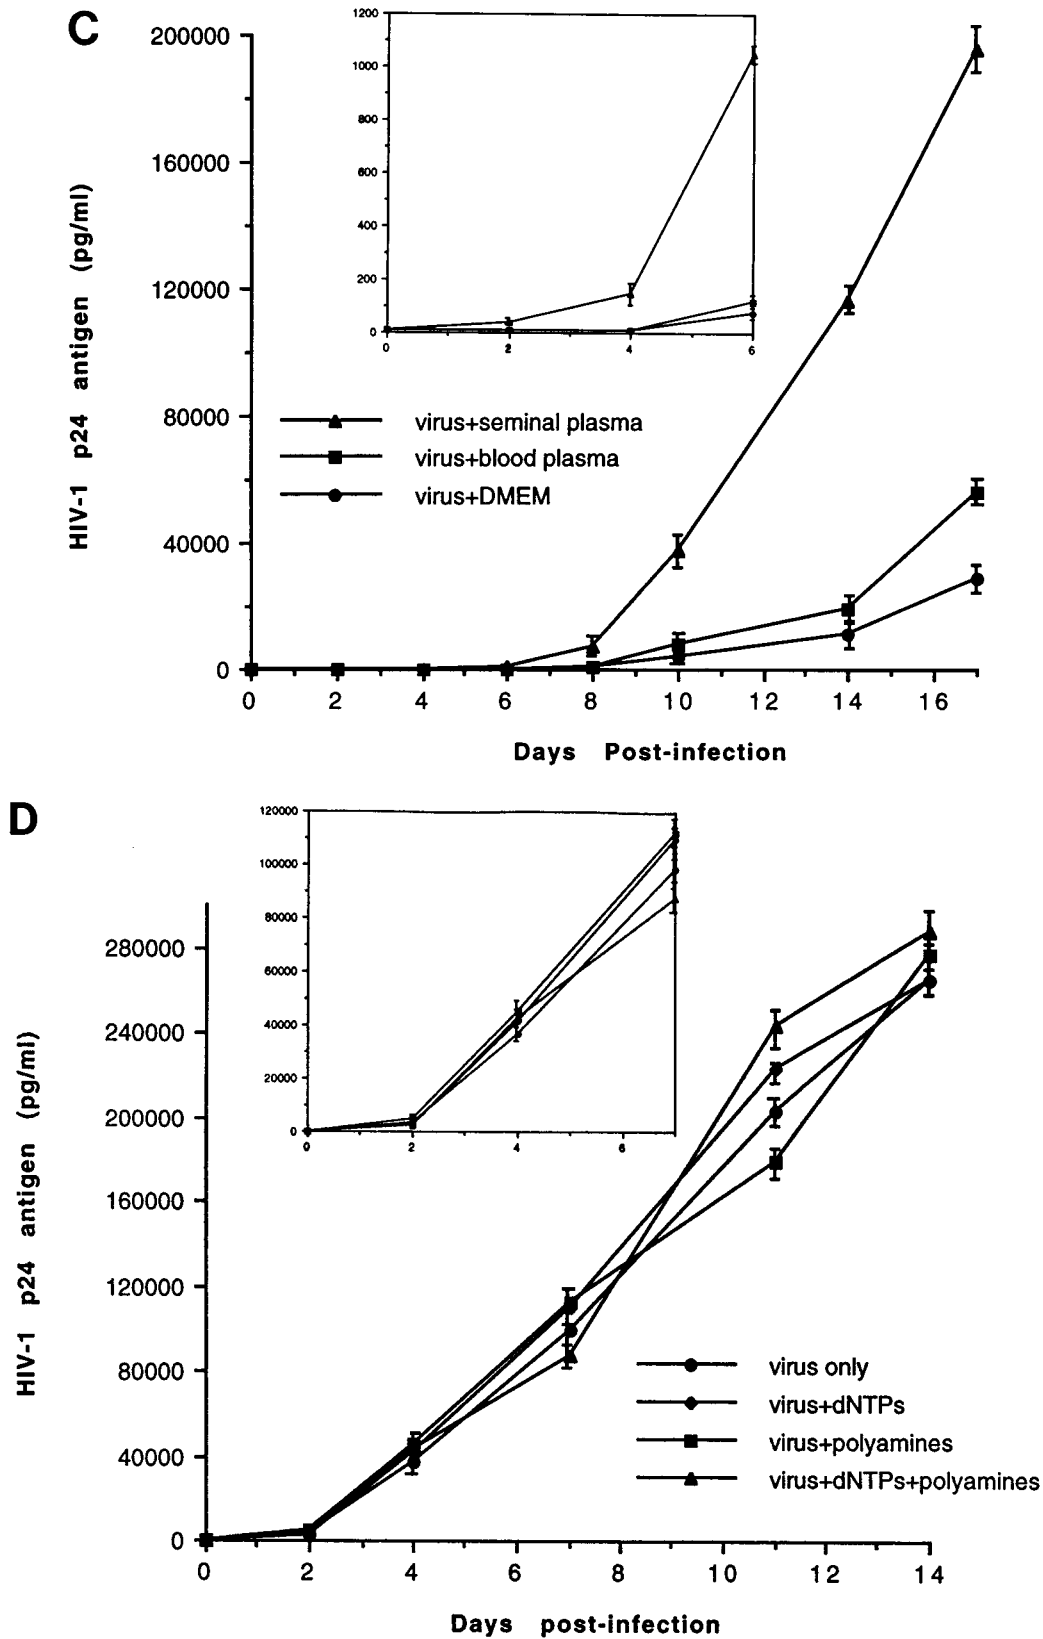 C
200000
160000
120000
80000
40000
0
HIV-1 p24 antigen (pg/ml)
1200
1000
800
600
400
200
0
0 2 4 6
virus+seminal plasma
virus+blood plasma
virus+DMEM
0 2 4 6 8 10 12 14 16
Days Post-infection
D
280000
240000
200000
160000
120000
80000
40000
0
HIV-1 p24 antigen (pg/ml)
120000
100000
80000
60000
40000
20000
0
0 2 4 6
virus only
virus+dNTPs
virus+polyamines
virus+dNTPs+polyamines
0 2 4 6 8 10 12 14
Days post-infection